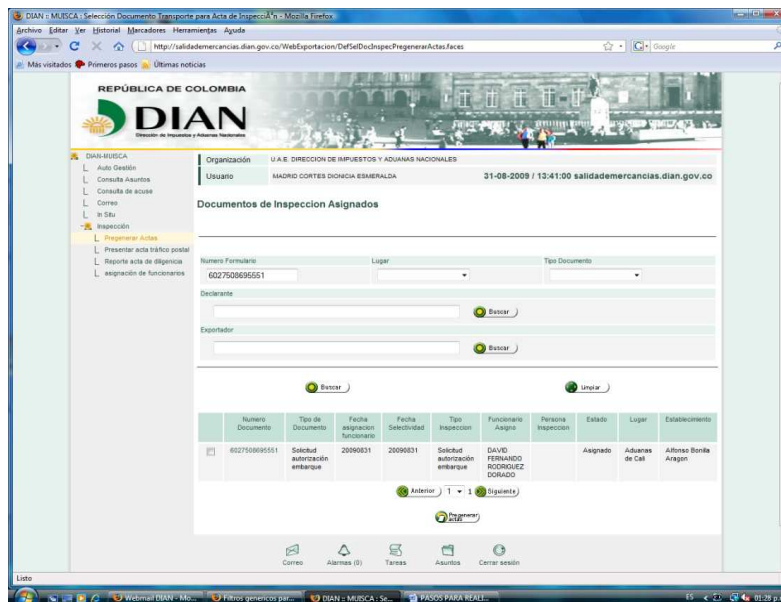 DIAN :: MUISCA : Selección Documento Transporte para Acta de InspecciÃ³n - Mozilla Firefox
Archivo Editar Ver Historial Marcadores Herramientas Ayuda
http://salidademercancias.dian.gov.co/WebExportacion/DefSelDocInspecPregenerarActas.faces
Google
Más visitados Primeros pasos Últimas noticias
REPÚBLICA DE COLOMBIA
DIAN
Dirección de Impuestos y Aduanas Nacionales
DIAN-MUISCA
Auto Gestión
Consulta Asuntos
Consulta de acuse
Correo
In Situ
Inspección
Pregenerar Actas
Presentar acta tráfico postal
Reporte acta de diligencia
asignación de funcionarios
Organización U.A.E. DIRECCION DE IMPUESTOS Y ADUANAS NACIONALES
Usuario MADRID CORTES DIONICIA ESMERALDA 31-08-2009 / 13:41:00 salidademercancias.dian.gov.co
Documentos de Inspeccion Asignados
Numero Formulario Lugar Tipo Documento
6027508695551
Declarante
Buscar
Exportador
Buscar
Buscar Limpiar
Numero Documento Tipo de Documento Fecha asignacion funcionario Fecha Selectividad Tipo Inspeccion Funcionario Asigno Persona Inspeccion Estado Lugar Establecimiento
6027508695551 Solicitud autorización embarque 20090831 20090831 Solicitud autorización embarque DAVID FERNANDO RODRIGUEZ DORADO Asignado Aduanas de Cali Alfonso Bonilla Aragon
Anterior 1 1 Siguiente
Pregenerar actas
Correo Alarmas (0) Tareas Asuntos Cerrar sesión
Listo
Webmail DIAN - Mo... Filtros genericos par... DIAN :: MUISCA : Se... PASOS PARA REALI... ES 01:28 p.